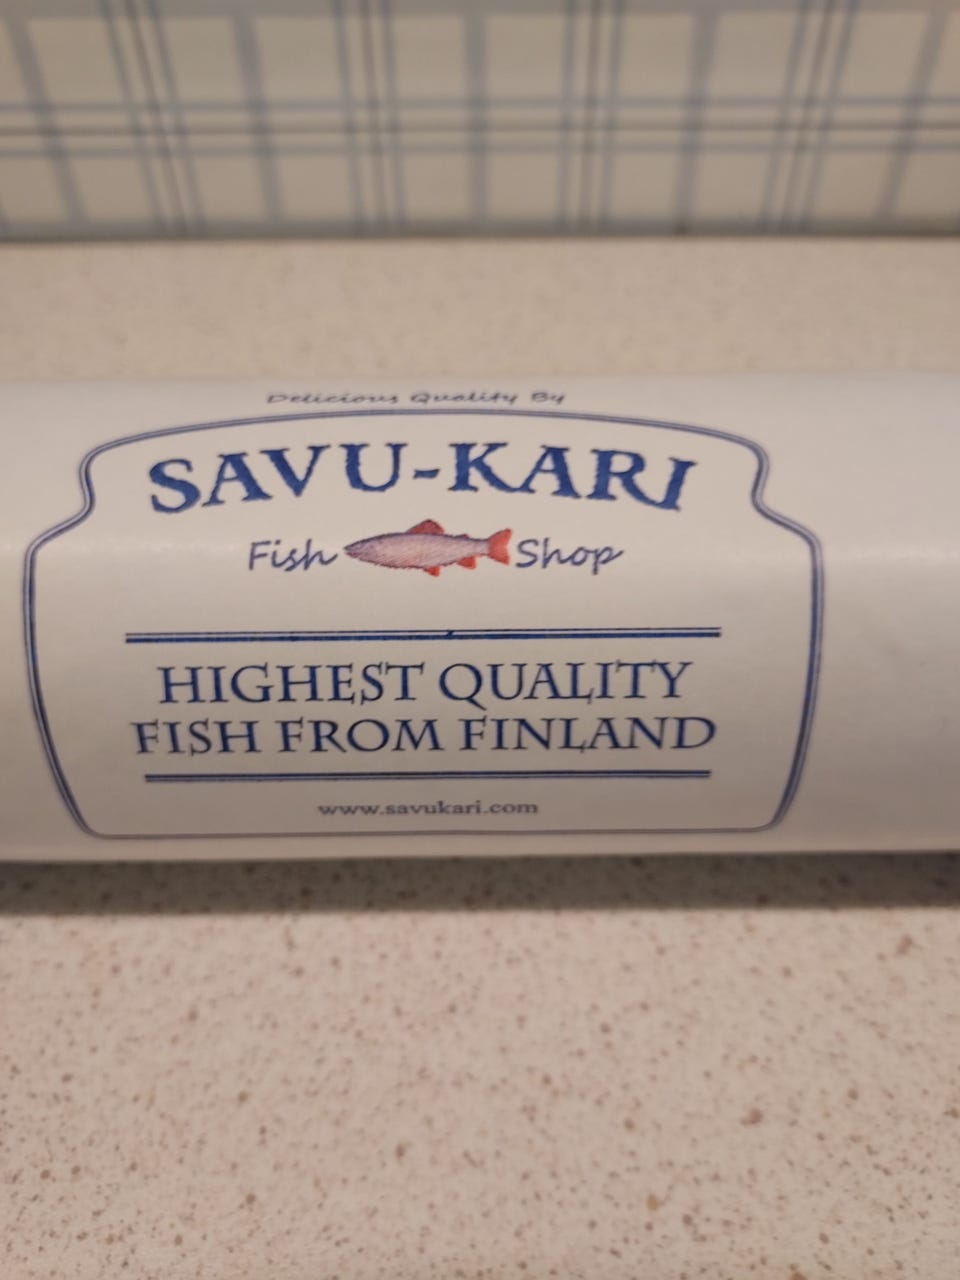 Delicious Quality By
SAVU-KARI
Fish Shop
HIGHEST QUALITY
FISH FROM FINLAND
www.savukari.com